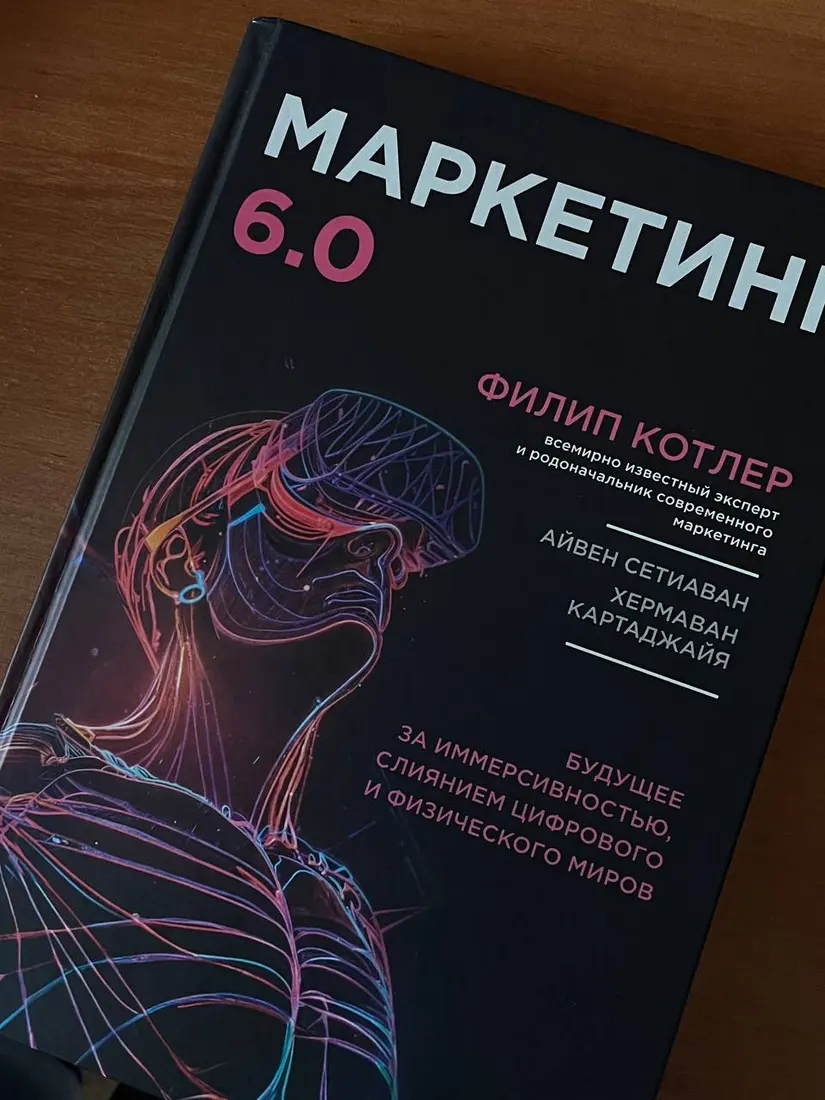 МАРКЕТИНГ
6.0
ФИЛИП КОТЛЕР
всемирно известный эксперт
и родоначальник современного
маркетинга
АЙВЕН СЕТИАВАН
ХЕРМАВАН
КАРТАДЖАЙЯ
БУДУЩЕЕ
ЗА ИММЕРСИВНОСТЬЮ,
СЛИЯНИЕМ ЦИФРОВОГО
И ФИЗИЧЕСКОГО МИРОВ